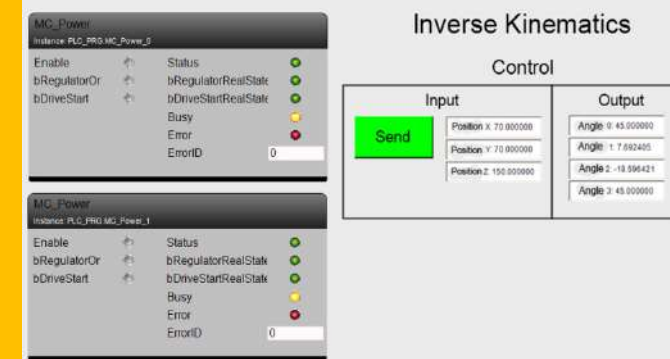 MC_Power
Instance: PLC_PRG.MC_Power_0
Enable
Status
bRegulatorOr
bRegulatorRealState
bDriveStart
bDriveStartRealState
Busy
Error
ErrorID
0
MC_Power
Instance: PLC_PRG.MC_Power_1
Enable
Status
bRegulatorOr
bRegulatorRealState
bDriveStart
bDriveStartRealState
Busy
Error
ErrorID
0
Inverse Kinematics
Control
Input
Send
Position X: 70.000000
Position Y: 70.000000
Position Z: 150.000000
Output
Angle 0: 45.000000
Angle 1: 7.692405
Angle 2: -18.596421
Angle 3: 45.000000